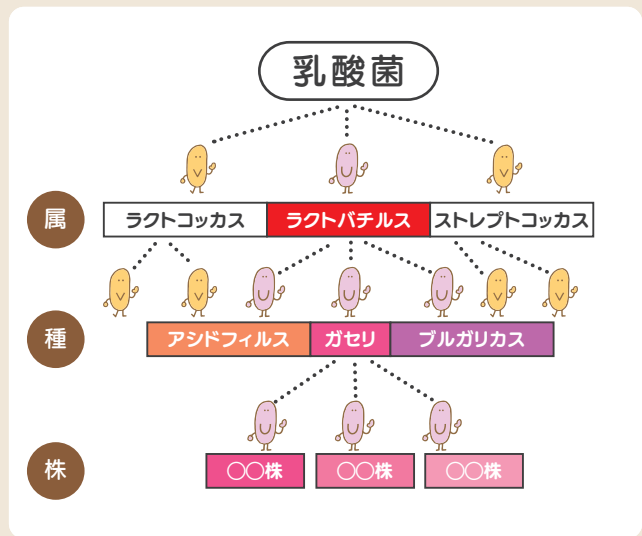 乳酸菌
属
ラクトコッカス ラクトバチルス ストレプトコッカス
種
アシドフィルス ガセリ ブルガリカス
株
○○株 ○○株 ○○株